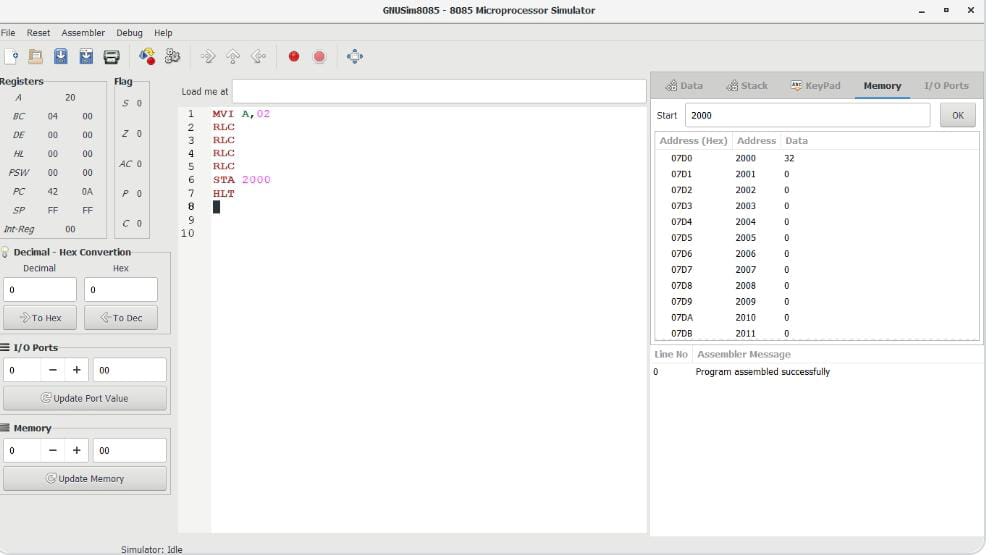 GNUSim8085 - 8085 Microprocessor Simulator
File Reset Assembler Debug Help
Registers
A 20
BC 04 00
DE 00 00
HL 00 00
PSW 00 00
PC 42 0A
SP FF FF
Int-Reg 00
Flag
S 0
Z 0
AC 0
P 0
C 0
Decimal - Hex Convertion
Decimal Hex
0 0
To Hex To Dec
I/O Ports
0 − + 00
Update Port Value
Memory
0 − + 00
Update Memory
Load me at
1 MVI A,02
2 RLC
3 RLC
4 RLC
5 RLC
6 STA 2000
7 HLT
8
9
10
Data Stack ABC KeyPad Memory I/O Ports
Start 2000 OK
Address (Hex) Address Data
07D0 2000 32
07D1 2001 0
07D2 2002 0
07D3 2003 0
07D4 2004 0
07D5 2005 0
07D6 2006 0
07D7 2007 0
07D8 2008 0
07D9 2009 0
07DA 2010 0
07DB 2011 0
Line No Assembler Message
0 Program assembled successfully
Simulator: Idle